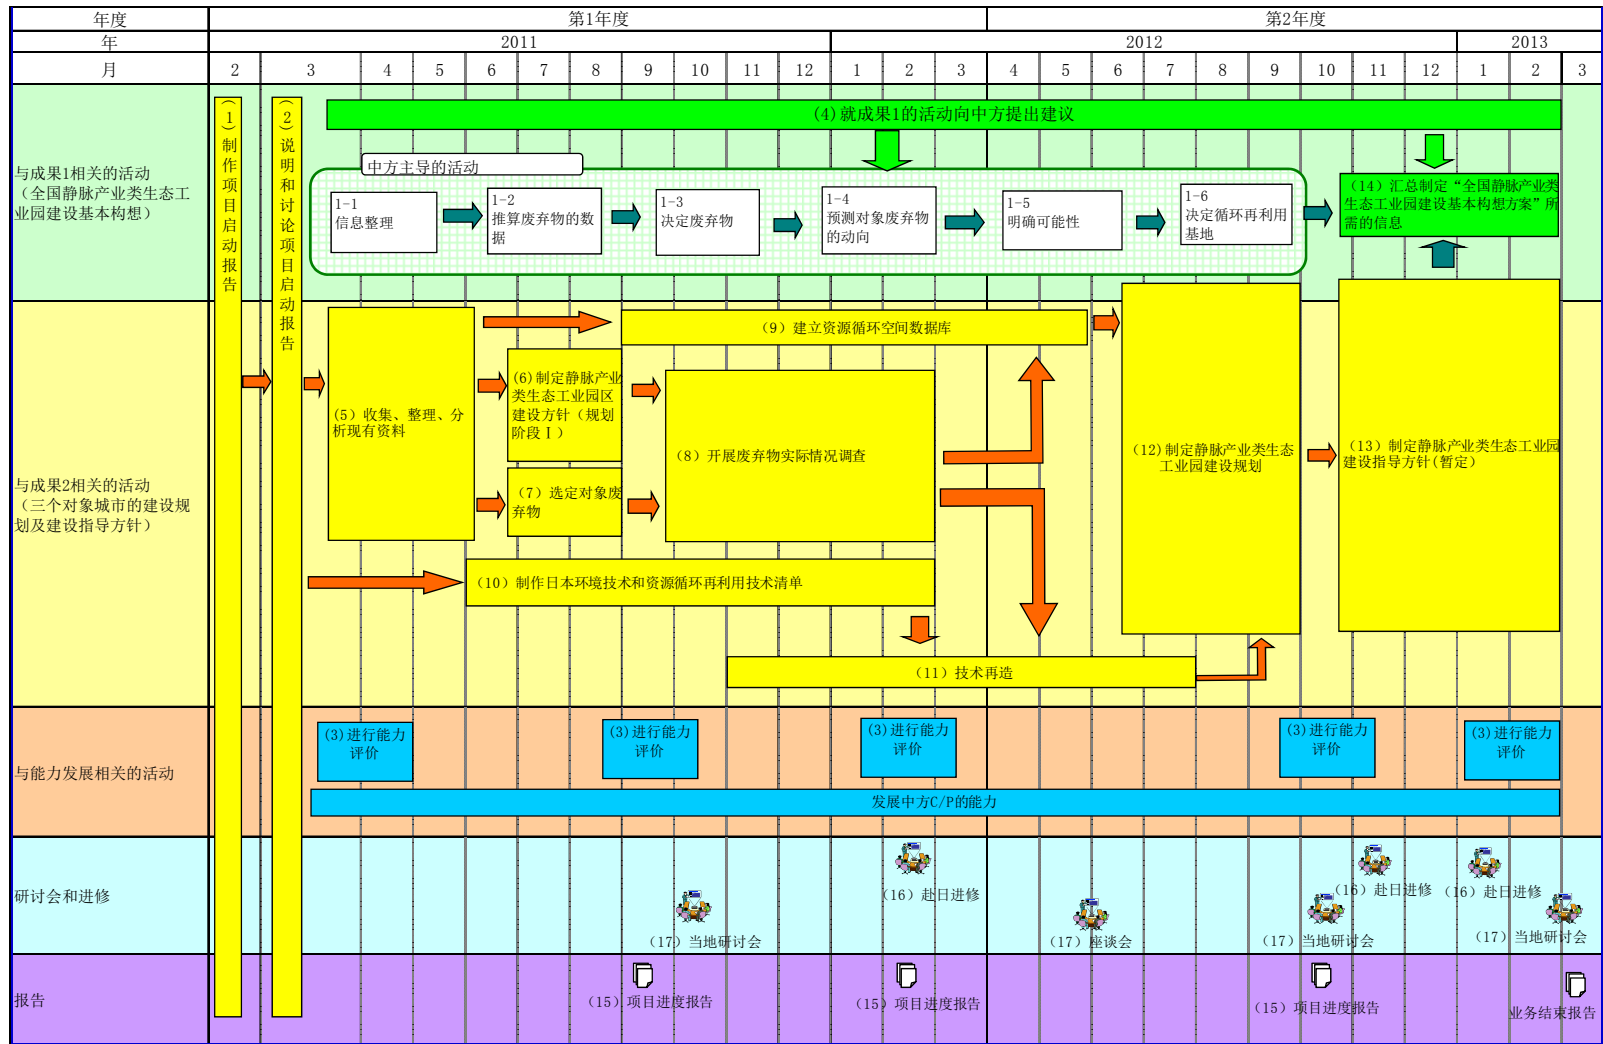 年度
第1年度
第2年度
年
2011
2012
2013
月
2
3
4
5
6
7
8
9
10
11
12
1
2
3
4
5
6
7
8
9
10
11
12
1
2
3
(1)制作项目启动报告
(2)说明和讨论项目启动报告
(4)就成果1的活动向中方提出建议
与成果1相关的活动
（全国静脉产业类生态工
业园建设基本构想）
中方主导的活动
1-1
信息整理
1-2
推算废弃物的数
据
1-3
决定废弃物
1-4
预测对象废弃物
的动向
1-5
明确可能性
1-6
决定循环再利用
基地
（14）汇总制定“全国静脉产业类
生态工业园建设基本构想方案”所
需的信息
与成果2相关的活动
（三个对象城市的建设规
划及建设指导方针）
(5）收集、整理、分
析现有资料
(6）制定静脉产业
类生态工业园区
建设方针（规划
阶段Ⅰ）
（7）选定对象废
弃物
（8）开展废弃物实际情况调查
（9）建立资源循环空间数据库
（10）制作日本环境技术和资源循环再利用技术清单
（11）技术再造
(12）制定静脉产业类生态
工业园建设规划
（13）制定静脉产业类生态工业园
建设指导方针(暂定）
与能力发展相关的活动
(3)进行能力
评价
(3)进行能力
评价
(3)进行能力
评价
(3)进行能力
评价
(3)进行能力
评价
发展中方C/P的能力
研讨会和进修
（17）当地研讨会
（16）赴日进修
（17）座谈会
（17）当地研讨会
（16）赴日进修
（16）赴日进修
（17）当地研讨会
报告
（15）项目进度报告
（15）项目进度报告
（15）项目进度报告
业务结束报告